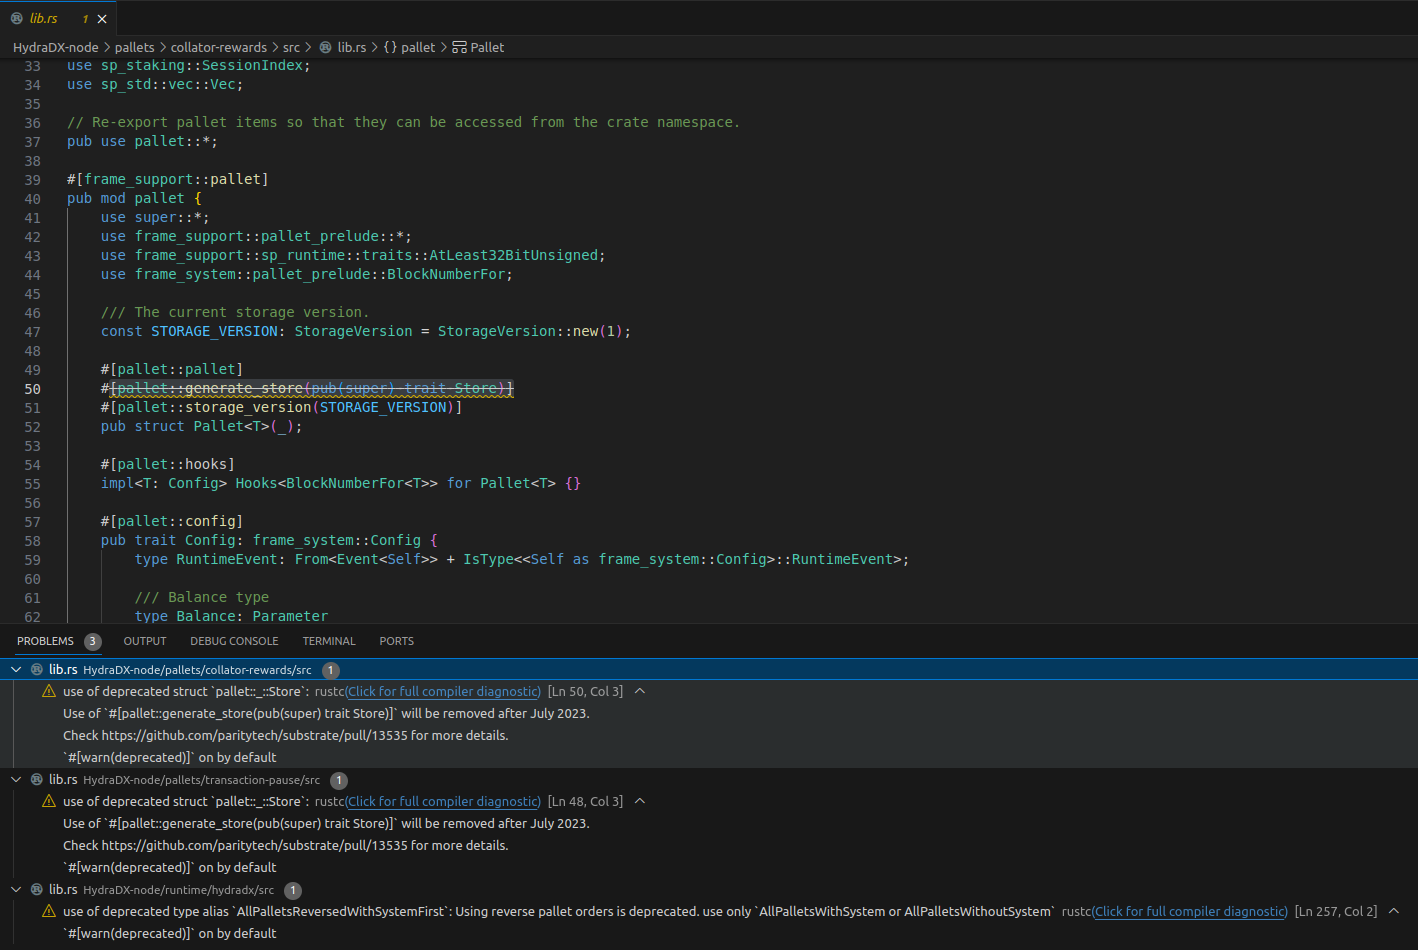 lib.rs 1
HydraDX-node > pallets > collator-rewards > src > lib.rs > {} pallet > Pallet
33 use sp_staking::SessionIndex;
34 use sp_std::vec::Vec;
35
36 // Re-export pallet items so that they can be accessed from the crate namespace.
37 pub use pallet::*;
38
39 #[frame_support::pallet]
40 pub mod pallet {
41 use super::*;
42 use frame_support::pallet_prelude::*;
43 use frame_support::sp_runtime::traits::AtLeast32BitUnsigned;
44 use frame_system::pallet_prelude::BlockNumberFor;
45
46 /// The current storage version.
47 const STORAGE_VERSION: StorageVersion = StorageVersion::new(1);
48
49 #[pallet::pallet]
50 #[pallet::generate_store(pub(super) trait Store)]
51 #[pallet::storage_version(STORAGE_VERSION)]
52 pub struct Pallet<T>(_);
53
54 #[pallet::hooks]
55 impl<T: Config> Hooks<BlockNumberFor<T>> for Pallet<T> {}
56
57 #[pallet::config]
58 pub trait Config: frame_system::Config {
59 type RuntimeEvent: From<Event<Self>> + IsType<<Self as frame_system::Config>::RuntimeEvent>;
60
61 /// Balance type
62 type Balance: Parameter
PROBLEMS 3 OUTPUT DEBUG CONSOLE TERMINAL PORTS
lib.rs HydraDX-node/pallets/collator-rewards/src 1
use of deprecated struct `pallet::_::Store`: rustc(Click for full compiler diagnostic) [Ln 50, Col 3]
Use of `#[pallet::generate_store(pub(super) trait Store)]` will be removed after July 2023.
Check https://github.com/paritytech/substrate/pull/13535 for more details.
`#[warn(deprecated)]` on by default
lib.rs HydraDX-node/pallets/transaction-pause/src 1
use of deprecated struct `pallet::_::Store`: rustc(Click for full compiler diagnostic) [Ln 48, Col 3]
Use of `#[pallet::generate_store(pub(super) trait Store)]` will be removed after July 2023.
Check https://github.com/paritytech/substrate/pull/13535 for more details.
`#[warn(deprecated)]` on by default
lib.rs HydraDX-node/runtime/hydradx/src 1
use of deprecated type alias `AllPalletsReversedWithSystemFirst`: Using reverse pallet orders is deprecated. use only `AllPalletsWithSystem or AllPalletsWithoutSystem` rustc(Click for full compiler diagnostic) [Ln 257, Col 2]
`#[warn(deprecated)]` on by default